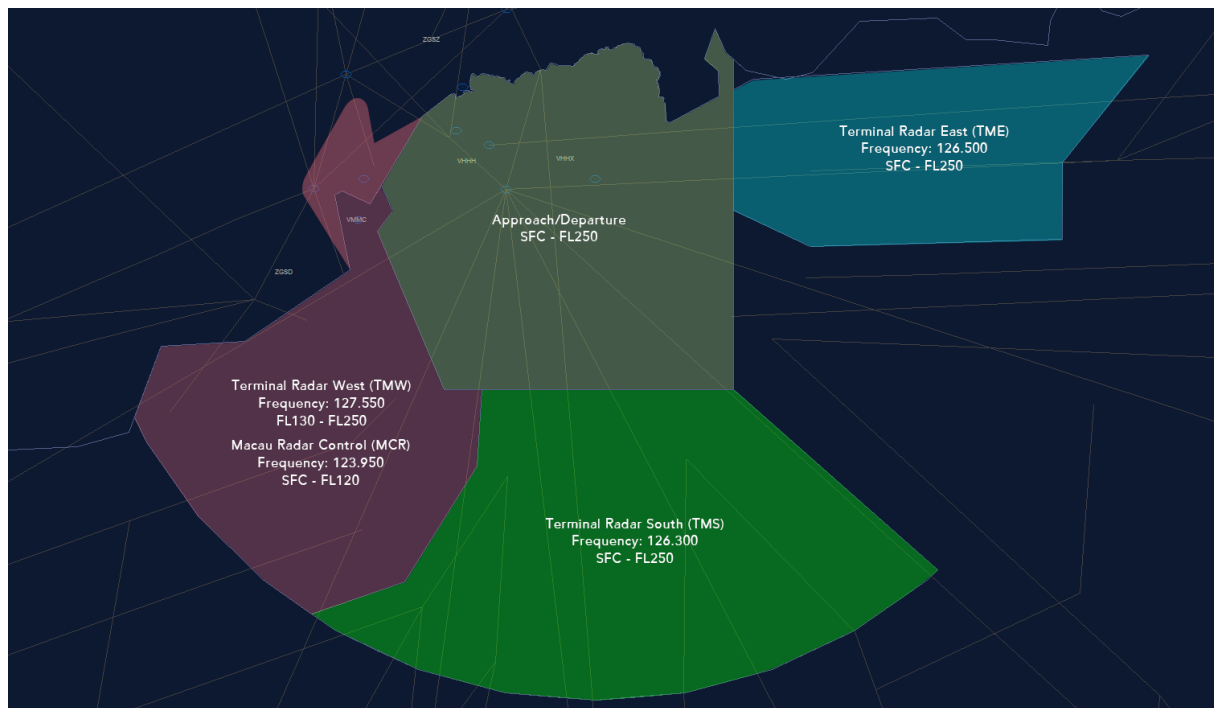 ZGSZ
Terminal Radar East (TME)
Frequency: 126.500
SFC - FL250
VHHH
VHHX
Approach/Departure
SFC - FL250
VMMC
ZGSD
Terminal Radar West (TMW)
Frequency: 127.550
FL130 - FL250
Macau Radar Control (MCR)
Frequency: 123.950
SFC - FL120
Terminal Radar South (TMS)
Frequency: 126.300
SFC - FL250